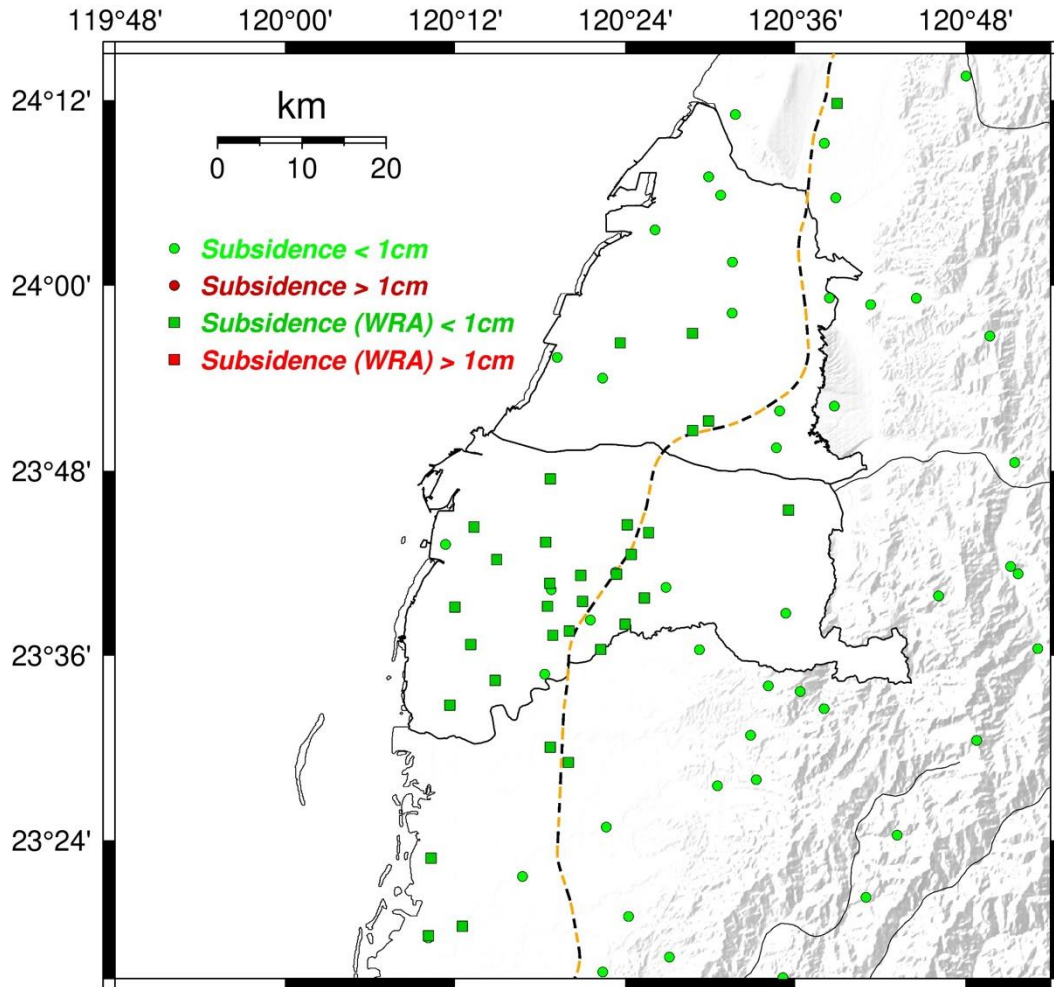 119°48' 120°00' 120°12' 120°24' 120°36' 120°48'
24°12'
24°00'
23°48'
23°36'
23°24'
km
0 10 20
Subsidence < 1cm
Subsidence > 1cm
Subsidence (WRA) < 1cm
Subsidence (WRA) > 1cm